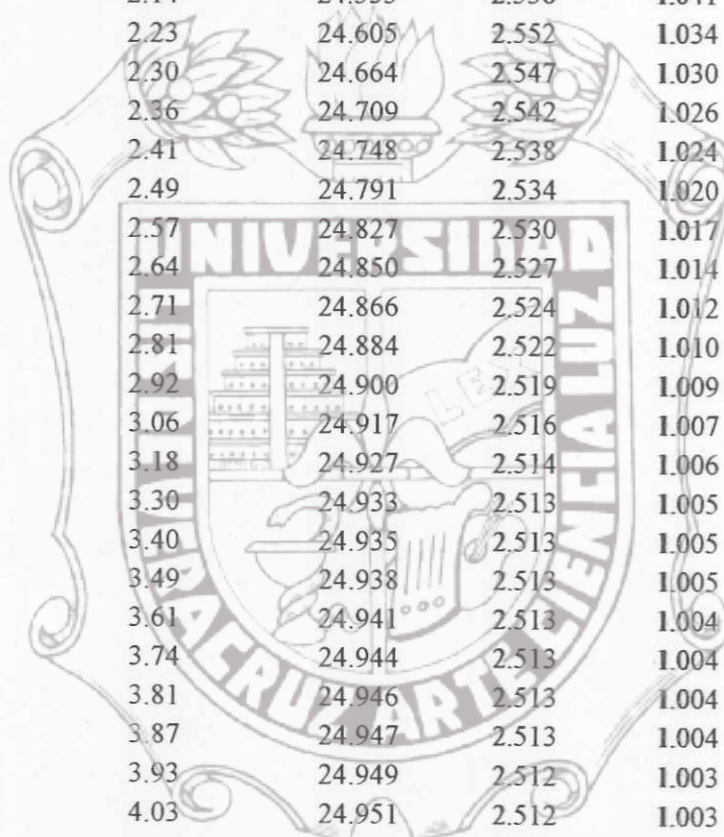 2.23 24.605 2.552 1.034
2.30 24.664 2.547 1.030
2.36 24.709 2.542 1.026
2.41 24.748 2.538 1.024
2.49 24.791 2.534 1.020
2.57 24.827 2.530 1.017
UNIVERSIDAD
2.64 24.850 2.527 1.014
2.71 24.866 2.524 1.012
2.81 24.884 2.522 1.010
2.92 24.900 2.519 1.009
LEX
3.06 24.917 2.516 1.007
3.18 24.927 2.514 1.006
3.30 24.933 2.513 1.005
3.40 24.935 2.513 1.005
3.49 24.938 2.513 1.005
3.61 24.941 2.513 1.004
3.74 24.944 2.513 1.004
3.81 24.946 2.513 1.004
3.87 24.947 2.513 1.004
3.93 24.949 2.512 1.003
4.03 24.951 2.512 1.003
VERACRUZ ARTE CIENCIA LUZ